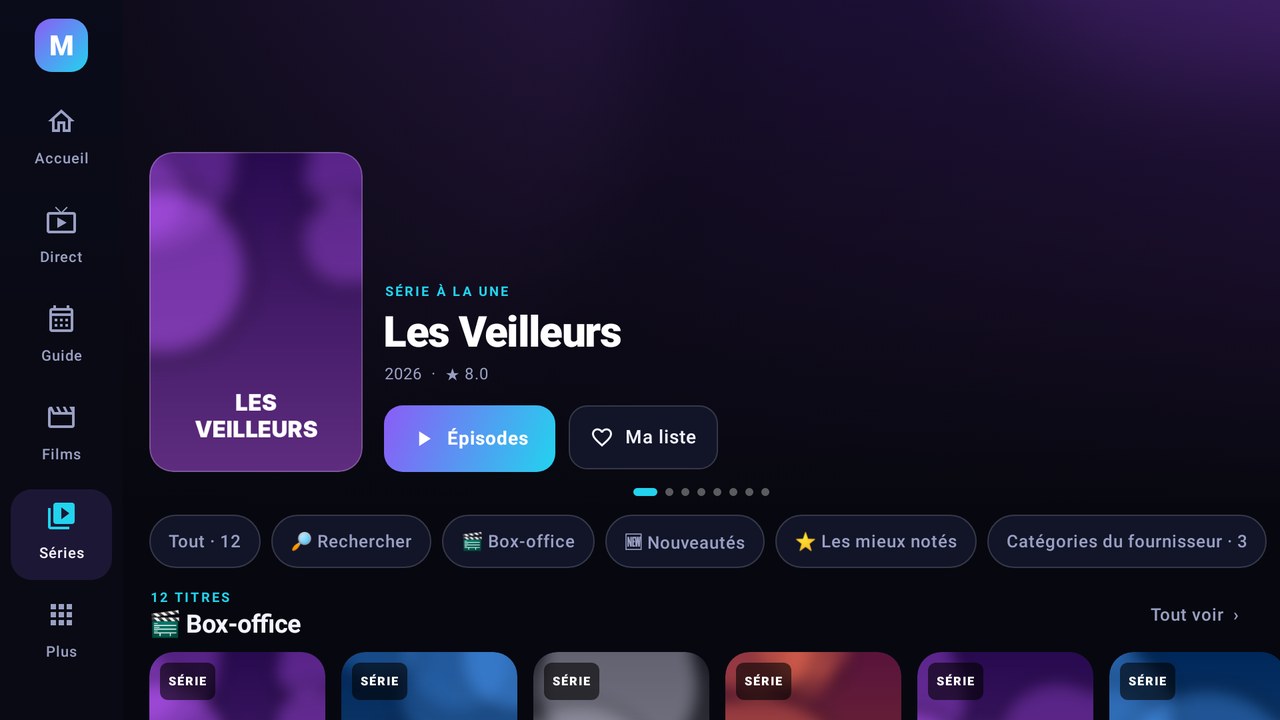 M
Accueil
Direct
Guide
Films
Séries
Plus
LES
VEILLEURS
SÉRIE À LA UNE
Les Veilleurs
2026 · ★ 8.0
Épisodes
Ma liste
Tout · 12
🔎 Rechercher
🎬 Box-office
🆕 Nouveautés
⭐ Les mieux notés
Catégories du fournisseur · 3
12 TITRES
🎬 Box-office
Tout voir ›
SÉRIE
SÉRIE
SÉRIE
SÉRIE
SÉRIE
SÉRIE